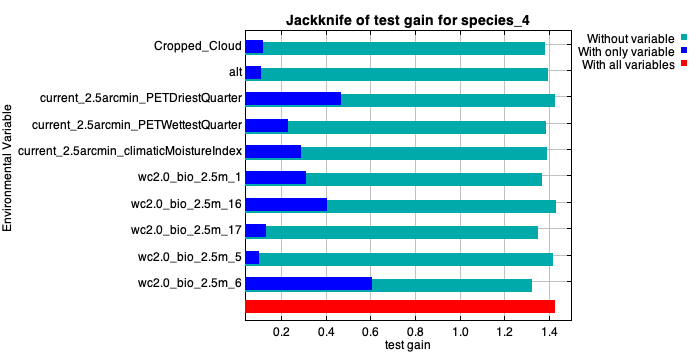 Jackknife of test gain for species_4
Without variable
With only variable
With all variables
Environmental Variable
Cropped_Cloud
alt
current_2.5arcmin_PETDriestQuarter
current_2.5arcmin_PETWettestQuarter
current_2.5arcmin_climaticMoistureIndex
wc2.0_bio_2.5m_1
wc2.0_bio_2.5m_16
wc2.0_bio_2.5m_17
wc2.0_bio_2.5m_5
wc2.0_bio_2.5m_6
0.2 0.4 0.6 0.8 1.0 1.2 1.4
test gain